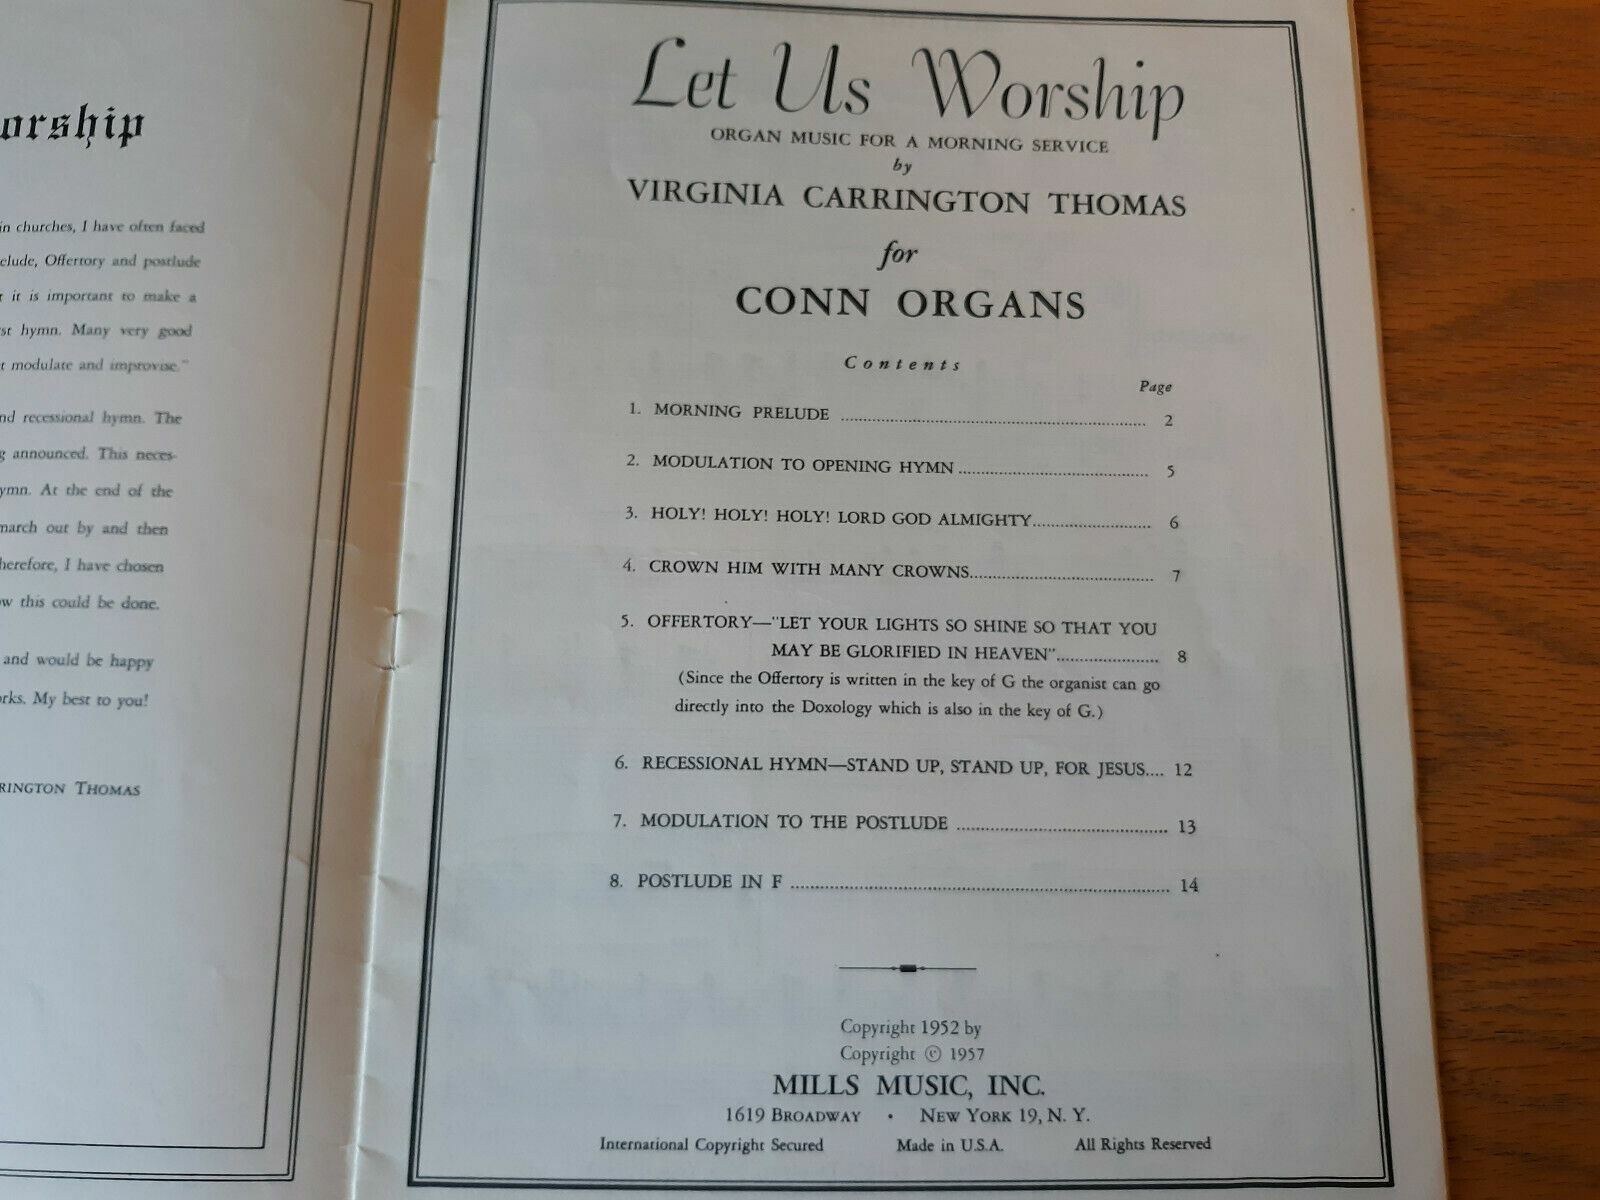 orship
in churches, I have often faced
elude, Offertory and postlude
it is important to make a
st hymn. Many very good
t modulate and improvise."
nd recessional hymn. The
g announced. This neces-
ymn. At the end of the
march out by and then
herefore, I have chosen
w this could be done.
and would be happy
rks. My best to you!
RINGTON THOMAS
Let Us Worship
ORGAN MUSIC FOR A MORNING SERVICE
by
VIRGINIA CARRINGTON THOMAS
for
CONN ORGANS
Contents
Page
1. MORNING PRELUDE ........................ 2
2. MODULATION TO OPENING HYMN ........................ 5
3. HOLY! HOLY! HOLY! LORD GOD ALMIGHTY........................ 6
4. CROWN HIM WITH MANY CROWNS........................ 7
5. OFFERTORY—"LET YOUR LIGHTS SO SHINE SO THAT YOU
MAY BE GLORIFIED IN HEAVEN"........................ 8
(Since the Offertory is written in the key of G the organist can go
directly into the Doxology which is also in the key of G.)
6. RECESSIONAL HYMN—STAND UP, STAND UP, FOR JESUS.... 12
7. MODULATION TO THE POSTLUDE ........................ 13
8. POSTLUDE IN F ........................ 14
Copyright 1952 by
Copyright © 1957
MILLS MUSIC, INC.
1619 BROADWAY • NEW YORK 19, N. Y.
International Copyright Secured Made in U.S.A. All Rights Reserved